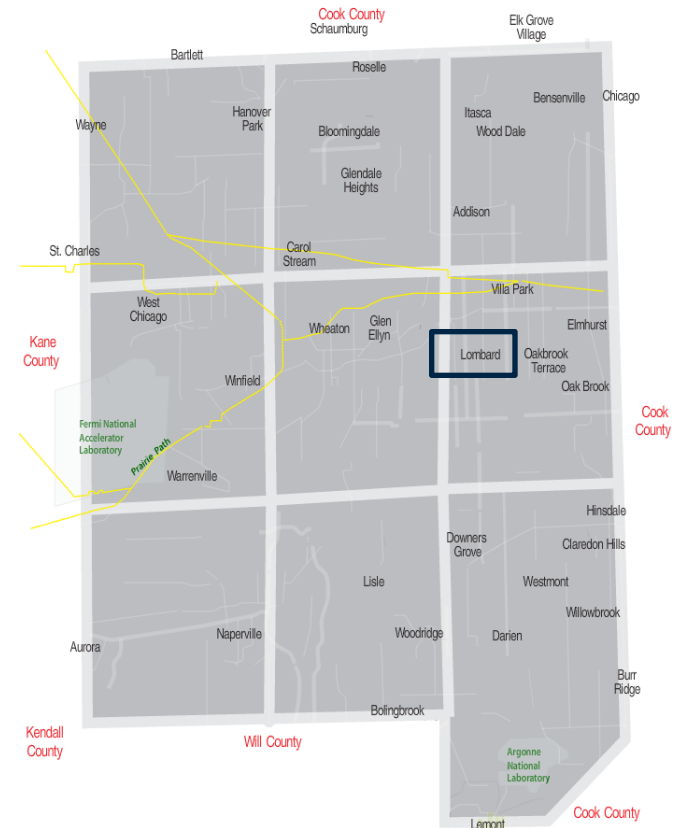 Cook County
Schaumburg
Elk Grove
Village
Bartlett
Roselle
Hanover
Park
Itasca
Bensenville
Chicago
Wayne
Bloomingdale
Wood Dale
Glendale
Heights
Addison
St. Charles
Carol
Stream
Villa Park
West
Chicago
Wheaton
Glen
Ellyn
Elmhurst
Kane
County
Lombard
Oakbrook
Terrace
Winfield
Oak Brook
Cook
County
Fermi National
Accelerator
Laboratory
Prairie Path
Warrenville
Hinsdale
Downers
Grove
Claredon Hills
Lisle
Westmont
Willowbrook
Aurora
Naperville
Woodridge
Darien
Burr
Ridge
Bolingbrook
Kendall
County
Will County
Argonne
National
Laboratory
Cook County
Lemont